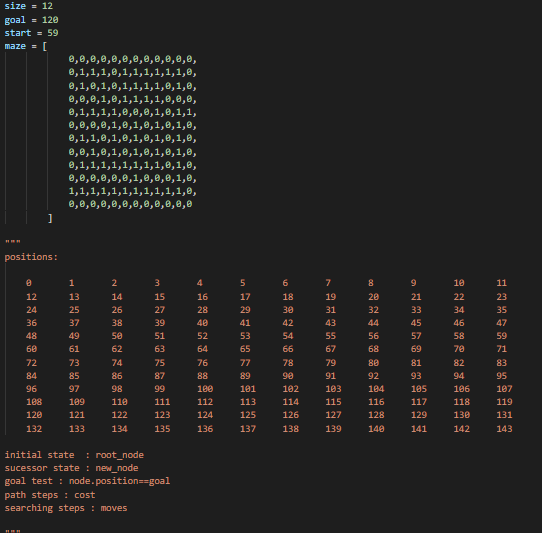 size = 12
goal = 120
start = 59
maze = [
0,0,0,0,0,0,0,0,0,0,0,0,
0,1,1,1,0,1,1,1,1,1,1,0,
0,1,0,1,0,1,1,1,1,0,1,0,
0,0,0,1,0,1,1,1,1,0,0,0,
0,1,1,1,1,0,0,0,1,0,1,1,
0,0,0,0,1,0,1,0,1,0,1,0,
0,1,1,0,1,0,1,0,1,0,1,0,
0,0,1,0,1,0,1,0,1,0,1,0,
0,1,1,1,1,1,1,1,1,0,1,0,
0,0,0,0,0,0,1,0,0,0,1,0,
1,1,1,1,1,1,1,1,1,1,1,0,
0,0,0,0,0,0,0,0,0,0,0,0
]
"""
positions:
0 1 2 3 4 5 6 7 8 9 10 11
12 13 14 15 16 17 18 19 20 21 22 23
24 25 26 27 28 29 30 31 32 33 34 35
36 37 38 39 40 41 42 43 44 45 46 47
48 49 50 51 52 53 54 55 56 57 58 59
60 61 62 63 64 65 66 67 68 69 70 71
72 73 74 75 76 77 78 79 80 81 82 83
84 85 86 87 88 89 90 91 92 93 94 95
96 97 98 99 100 101 102 103 104 105 106 107
108 109 110 111 112 113 114 115 116 117 118 119
120 121 122 123 124 125 126 127 128 129 130 131
132 133 134 135 136 137 138 139 140 141 142 143
initial state  : root_node
sucessor state : new_node
goal test : node.position==goal
path steps : cost
searching steps : moves
"""